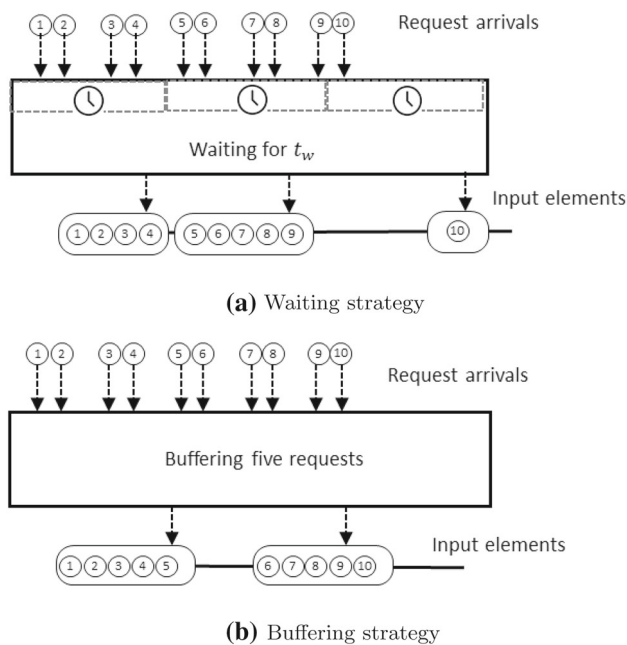 1 2 3 4 5 6 7 8 9 10 Request arrivals
Waiting for t_w
Input elements
1 2 3 4 5 6 7 8 9 10
(a) Waiting strategy
1 2 3 4 5 6 7 8 9 10
Request arrivals
Buffering five requests
Input elements
1 2 3 4 5 6 7 8 9 10
(b) Buffering strategy